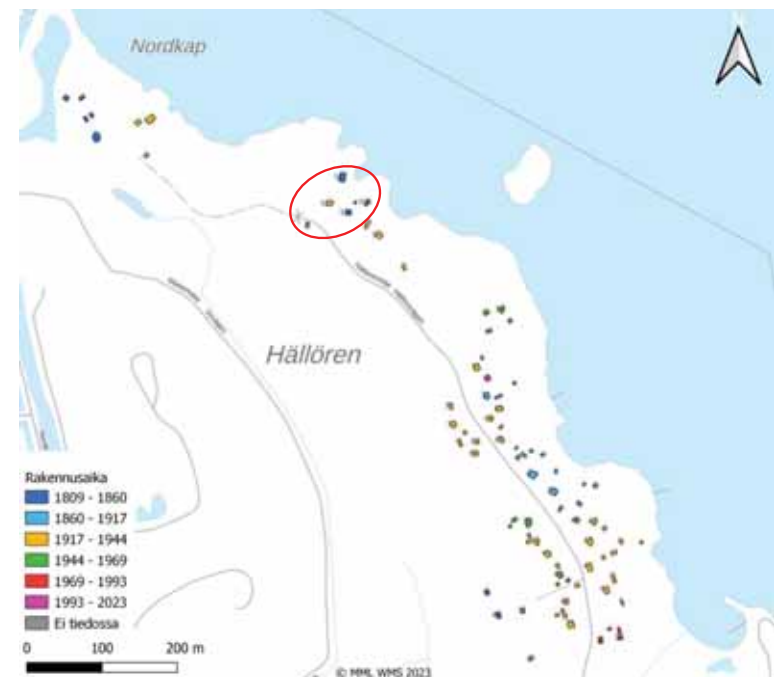 Nordkap
Hällören
Rakennusaika
1809 - 1860
1860 - 1917
1917 - 1944
1944 - 1969
1969 - 1993
1993 - 2023
Ei tiedossa
0 100 200 m
© MML WMS 2023